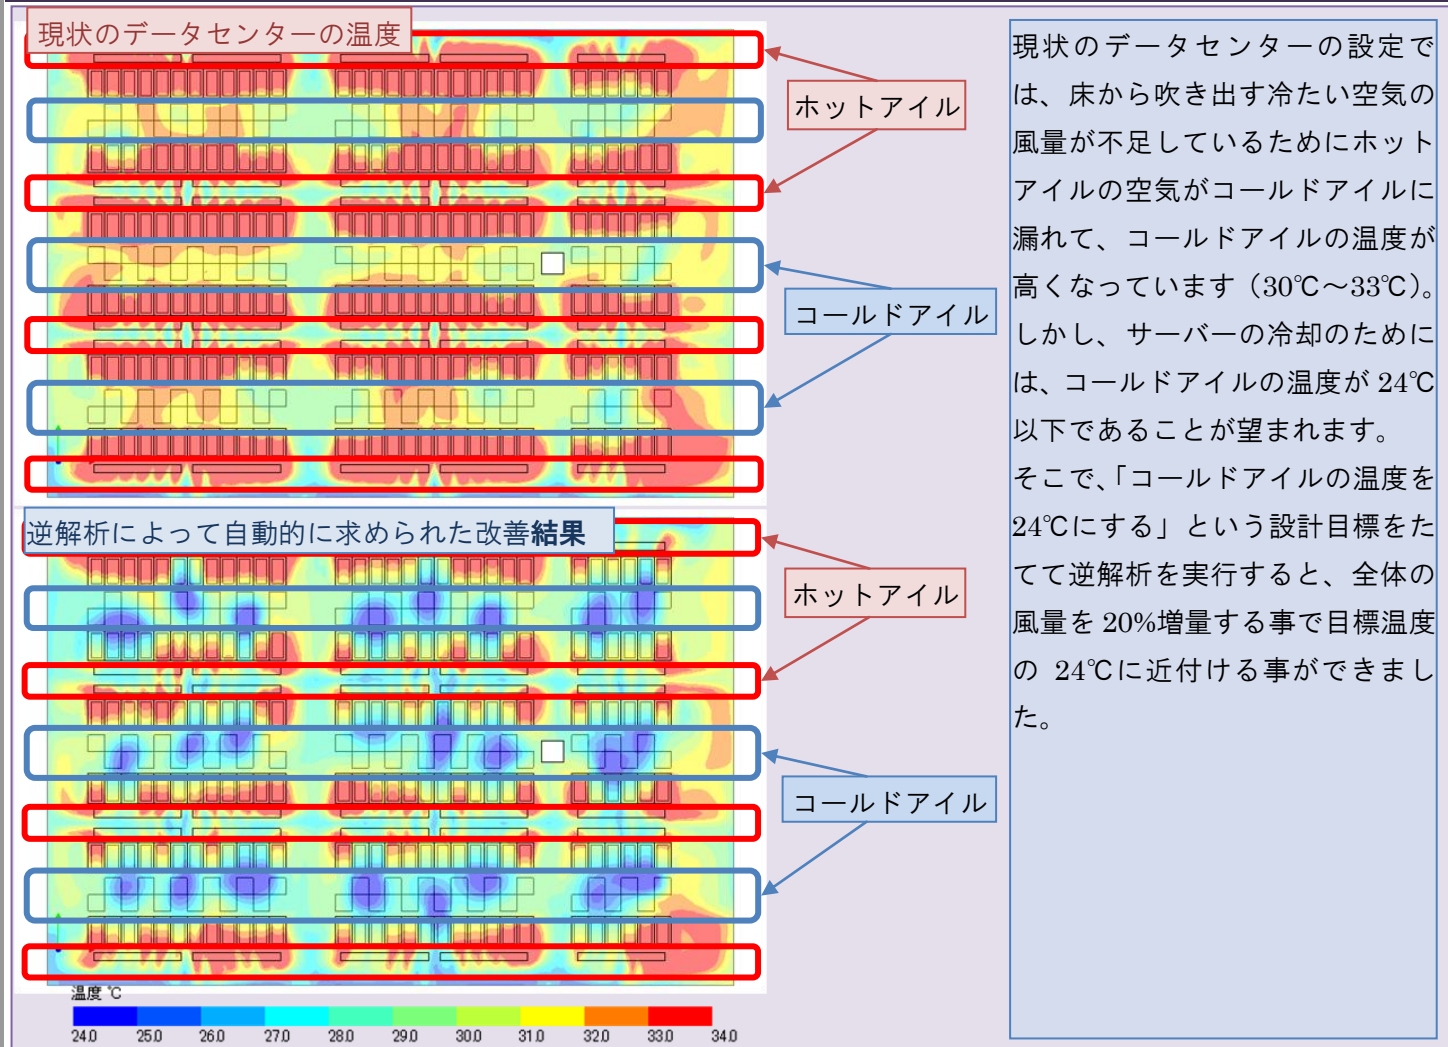 現状のデータセンターの温度
ホットアイル
コールドアイル
逆解析によって自動的に求められた改善結果
ホットアイル
コールドアイル
温度 ℃
24.0 25.0 26.0 27.0 28.0 29.0 30.0 31.0 32.0 33.0 34.0
現状のデータセンターの設定で
は、床から吹き出す冷たい空気の
風量が不足しているためにホット
アイルの空気がコールドアイルに
漏れて、コールドアイルの温度が
高くなっています（30℃～33℃）。
しかし、サーバーの冷却のために
は、コールドアイルの温度が 24℃
以下であることが望まれます。
そこで、「コールドアイルの温度を
24℃にする」という設計目標をた
てて逆解析を実行すると、全体の
風量を 20%増量する事で目標温度
の 24℃に近付ける事ができまし
た。